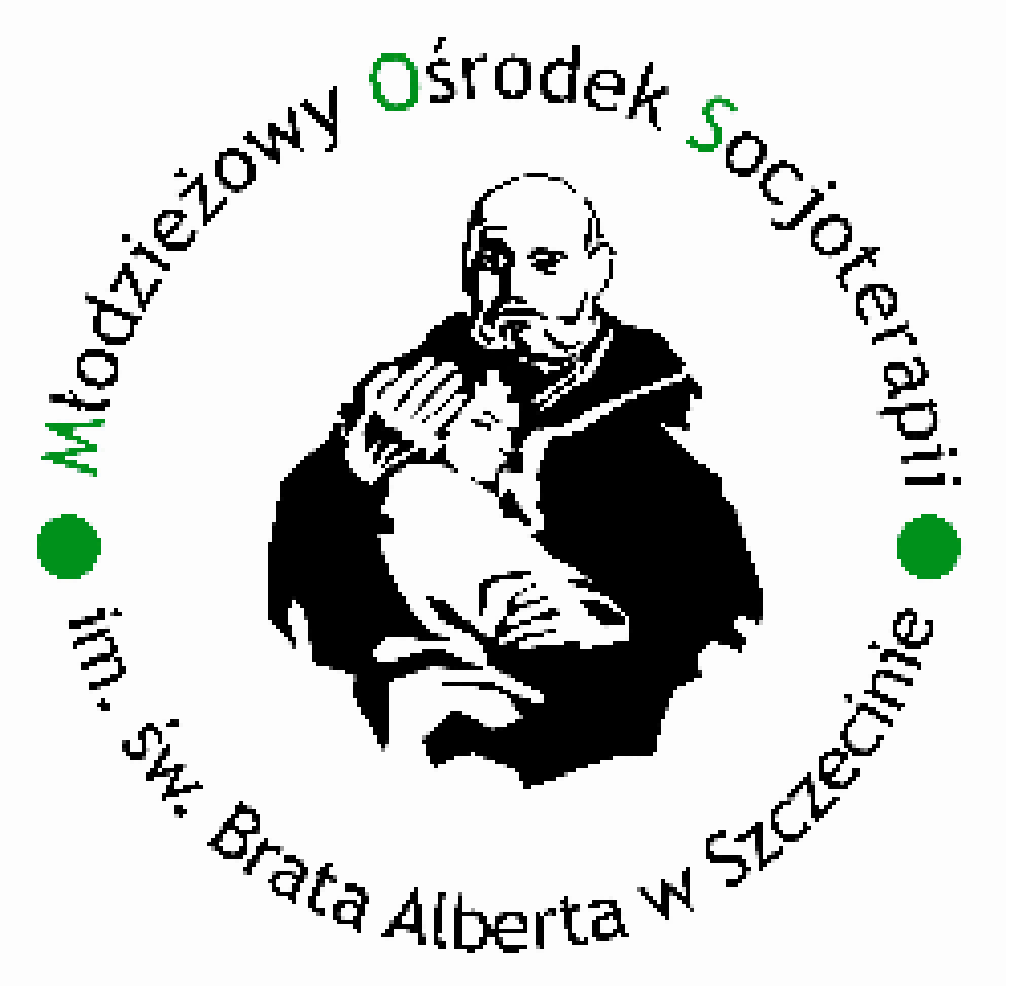 Młodzieżowy Ośrodek Socjoterapii
im. św. Brata Alberta w Szczecinie